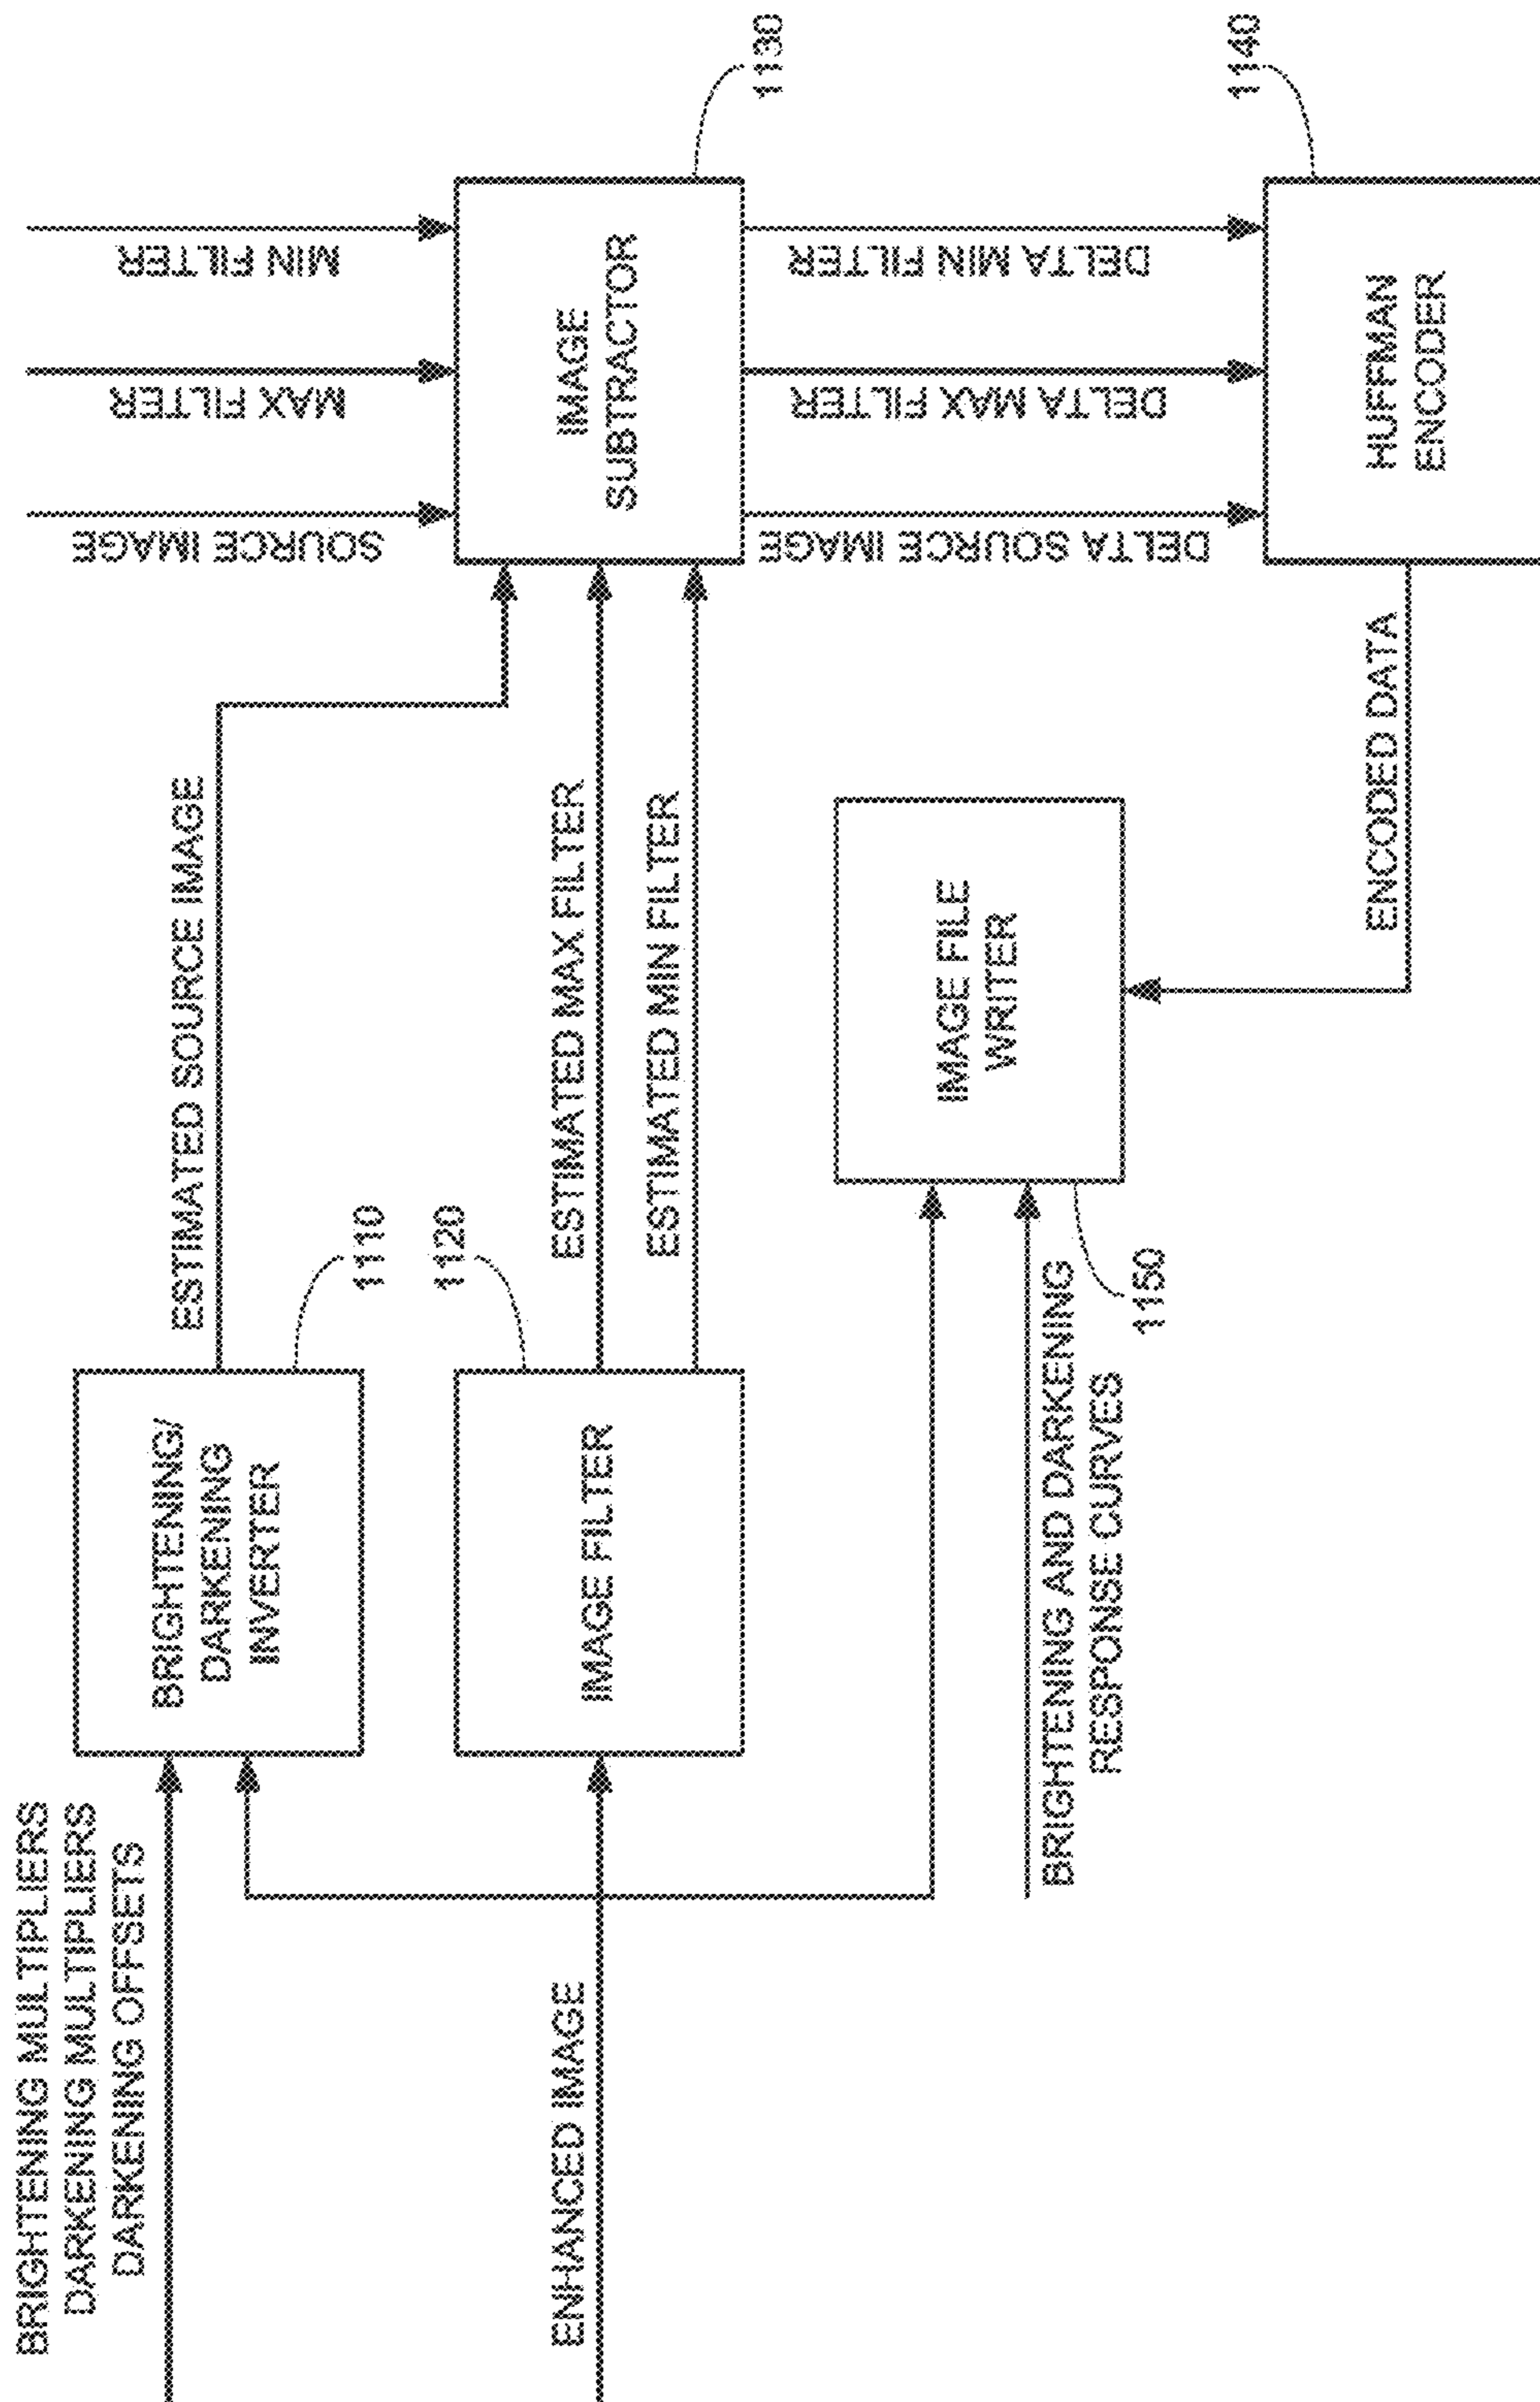 BRIGHTENING MULTIPLIERS
DARKENING MULTIPLIERS
DARKENING OFFSETS
BRIGHTENING/
DARKENING
INVERTER
1110
ESTIMATED SOURCE IMAGE
SOURCE IMAGE
MAX FILTER
MIN FILTER
ENHANCED IMAGE
IMAGE FILTER
1120
ESTIMATED MAX FILTER
ESTIMATED MIN FILTER
IMAGE
SUBTRACTOR
1130
DELTA SOURCE IMAGE
DELTA MAX FILTER
DELTA MIN FILTER
BRIGHTENING AND DARKENING
RESPONSE CURVES
1150
IMAGE FILE
WRITER
ENCODED DATA
HUFFMAN
ENCODER
1140